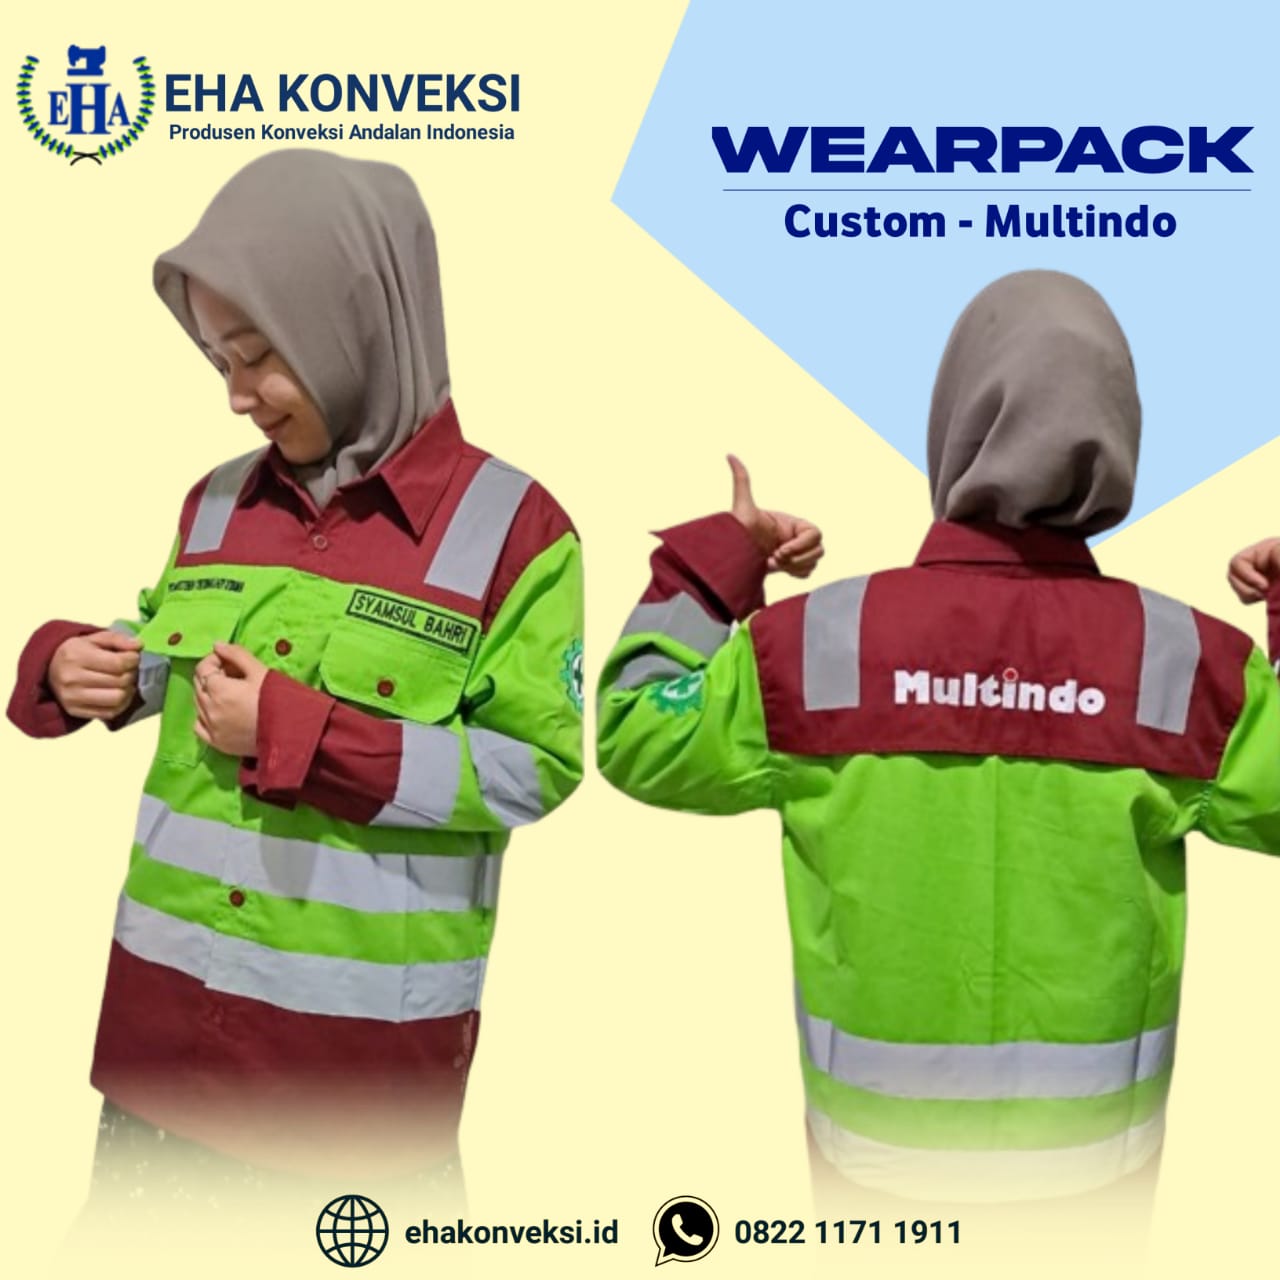 EHA
EHA KONVEKSI
Produsen Konveksi Andalan Indonesia
WEARPACK
Custom - Multindo
SYAMSUL BAHRI
Multindo
ehakonveksi.id
0822 1171 1911